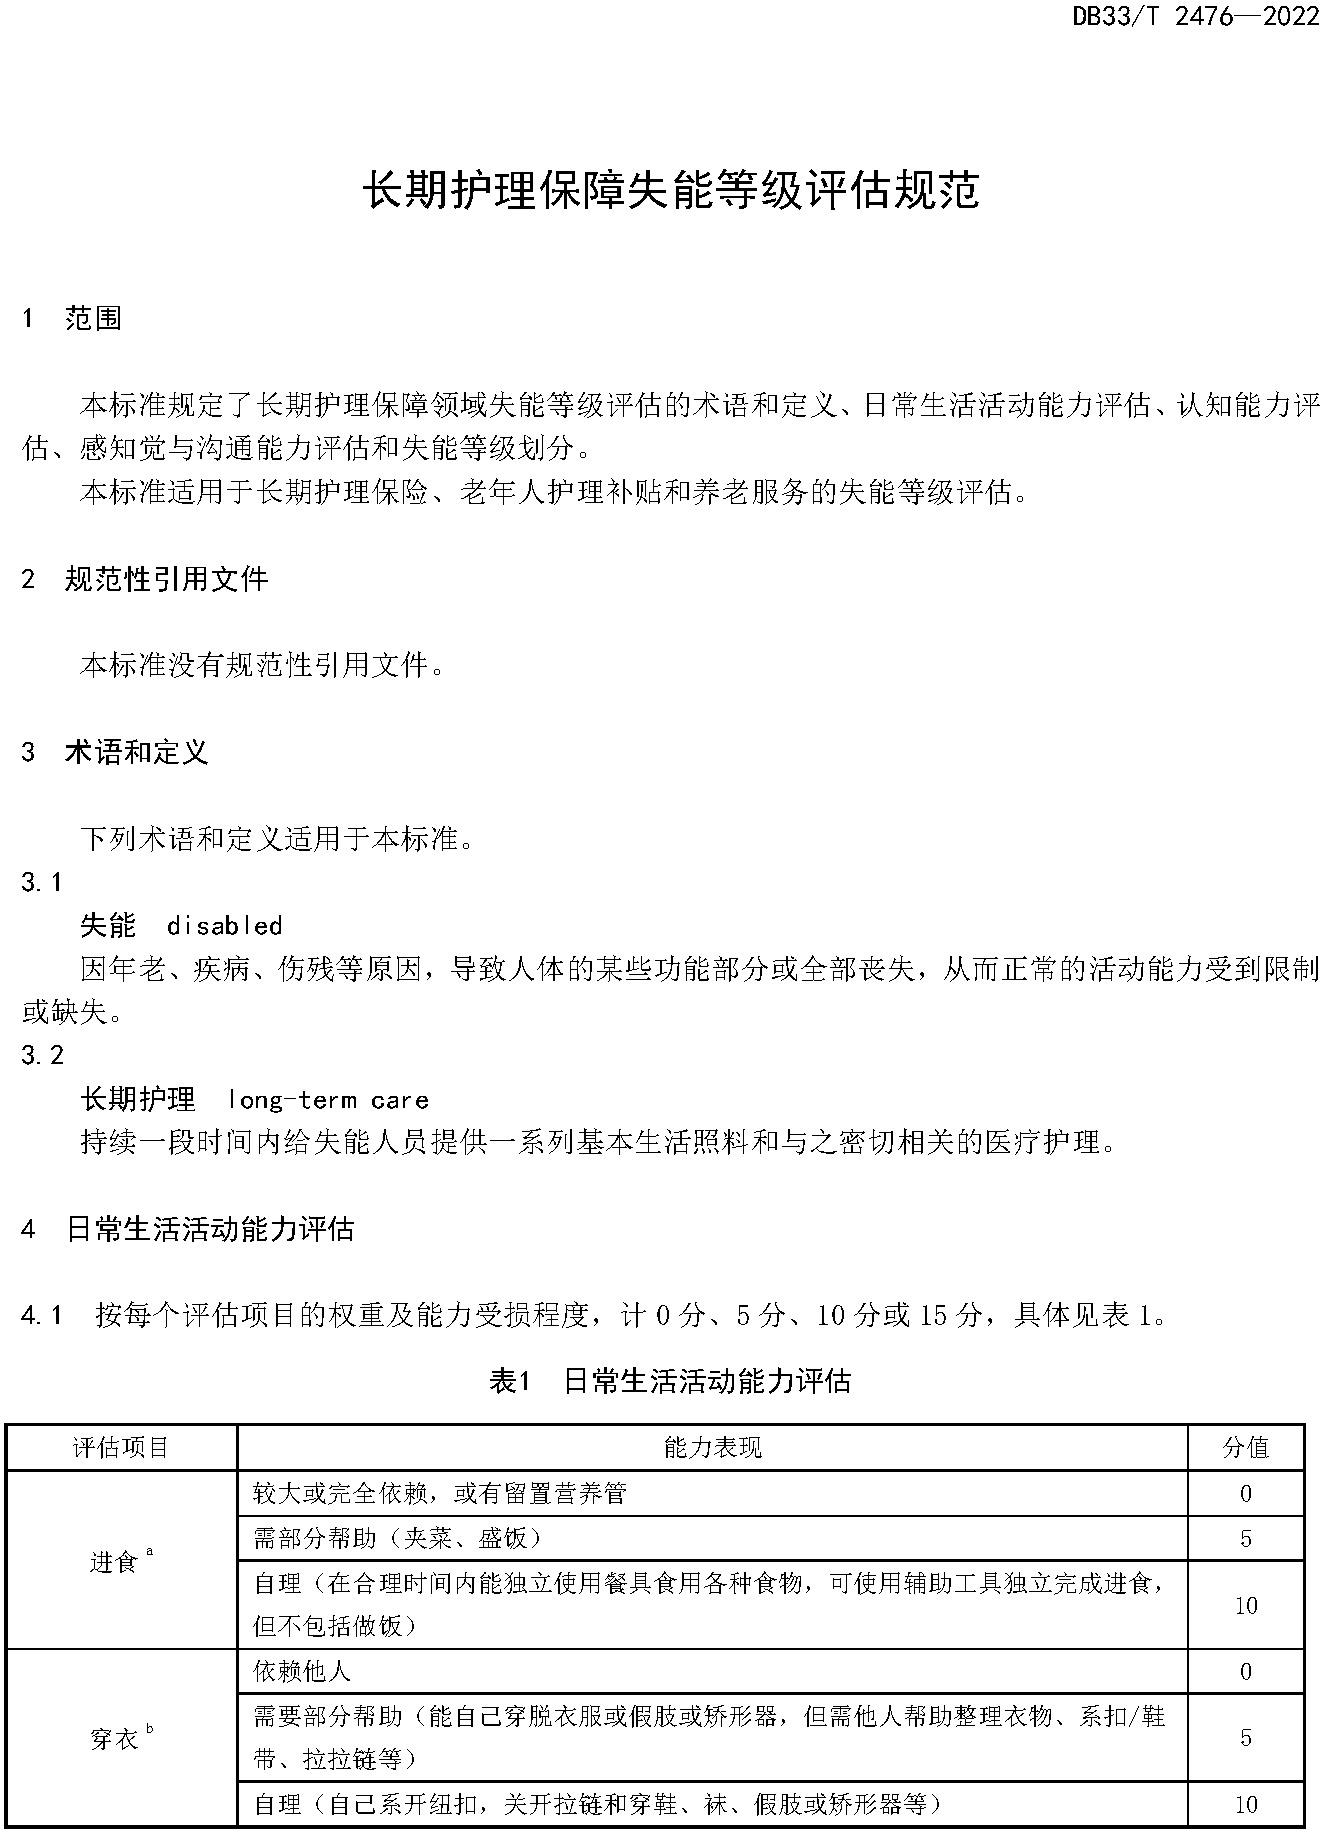 DB33/T 2476—2022
长期护理保障失能等级评估规范
1 范围
本标准规定了长期护理保障领域失能等级评估的术语和定义、日常生活活动能力评估、认知能力评
估、感知觉与沟通能力评估和失能等级划分。
本标准适用于长期护理保险、老年人护理补贴和养老服务的失能等级评估。
2 规范性引用文件
本标准没有规范性引用文件。
3 术语和定义
下列术语和定义适用于本标准。
3.1
失能 disabled
因年老、疾病、伤残等原因，导致人体的某些功能部分或全部丧失，从而正常的活动能力受到限制
或缺失。
3.2
长期护理 long-term care
持续一段时间内给失能人员提供一系列基本生活照料和与之密切相关的医疗护理。
4 日常生活活动能力评估
4.1 按每个评估项目的权重及能力受损程度，计 0 分、5 分、10 分或 15 分，具体见表 1。
表1 日常生活活动能力评估
评估项目 能力表现 分值
进食 a
较大或完全依赖，或有留置营养管 0
需部分帮助（夹菜、盛饭） 5
自理（在合理时间内能独立使用餐具食用各种食物，可使用辅助工具独立完成进食，
但不包括做饭） 10
穿衣 b
依赖他人 0
需要部分帮助（能自己穿脱衣服或假肢或矫形器，但需他人帮助整理衣物、系扣/鞋
带、拉拉链等） 5
自理（自己系开纽扣，关开拉链和穿鞋、袜、假肢或矫形器等） 10